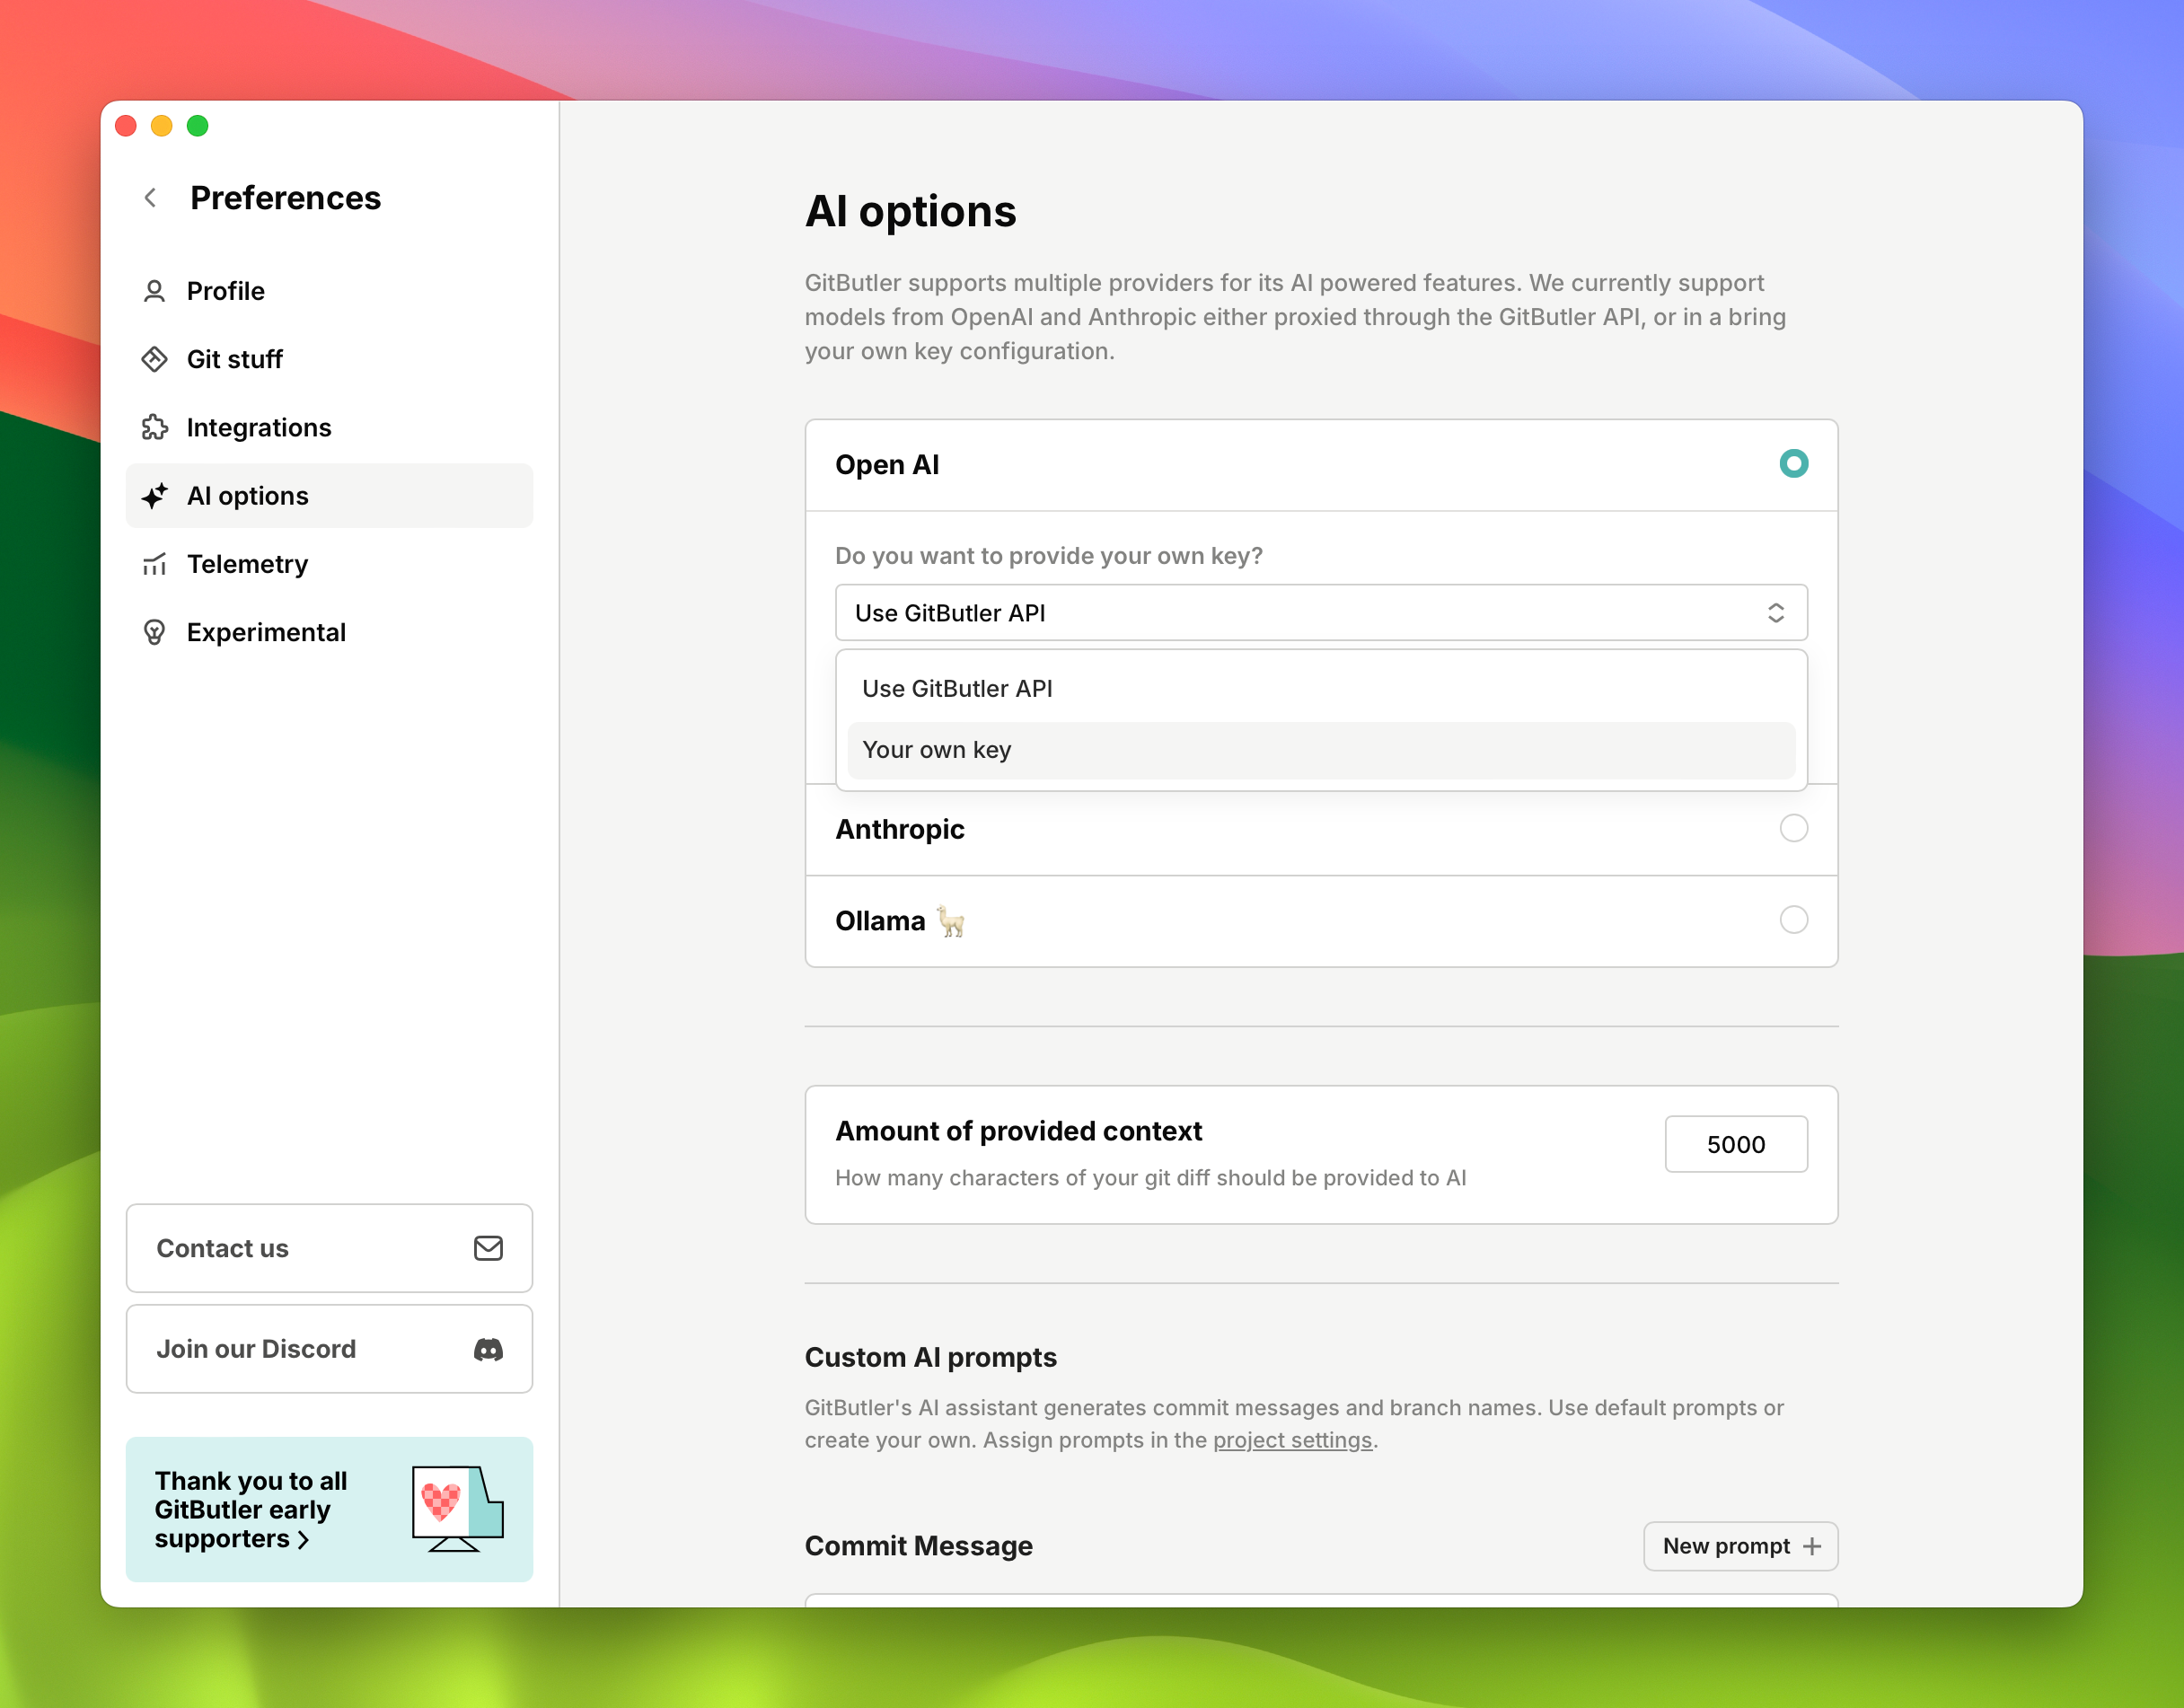 Preferences
Profile
Git stuff
Integrations
AI options
Telemetry
Experimental
Contact us
Join our Discord
Thank you to all
GitButler early
supporters
AI options
GitButler supports multiple providers for its AI powered features. We currently support
models from OpenAI and Anthropic either proxied through the GitButler API, or in a bring
your own key configuration.
Open AI
Do you want to provide your own key?
Use GitButler API
Use GitButler API
Your own key
Anthropic
Ollama 🦙
Amount of provided context
5000
How many characters of your git diff should be provided to AI
Custom AI prompts
GitButler's AI assistant generates commit messages and branch names. Use default prompts or
create your own. Assign prompts in the project settings.
Commit Message
New prompt